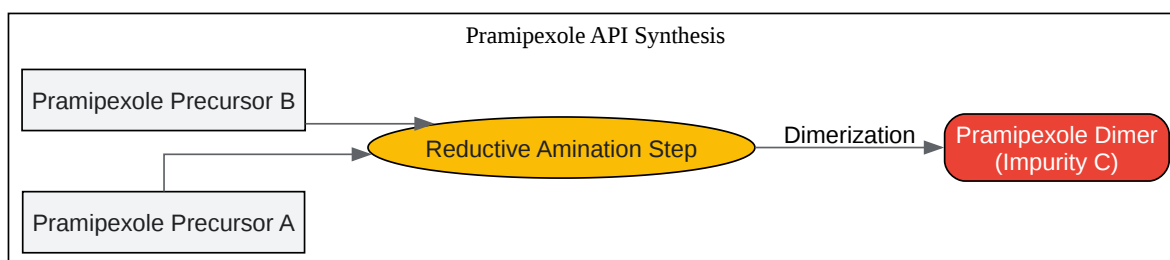 Pramipexole API Synthesis
Pramipexole Precursor B
Reductive Amination Step
Dimerization
Pramipexole Dimer
(Impurity C)
Pramipexole Precursor A